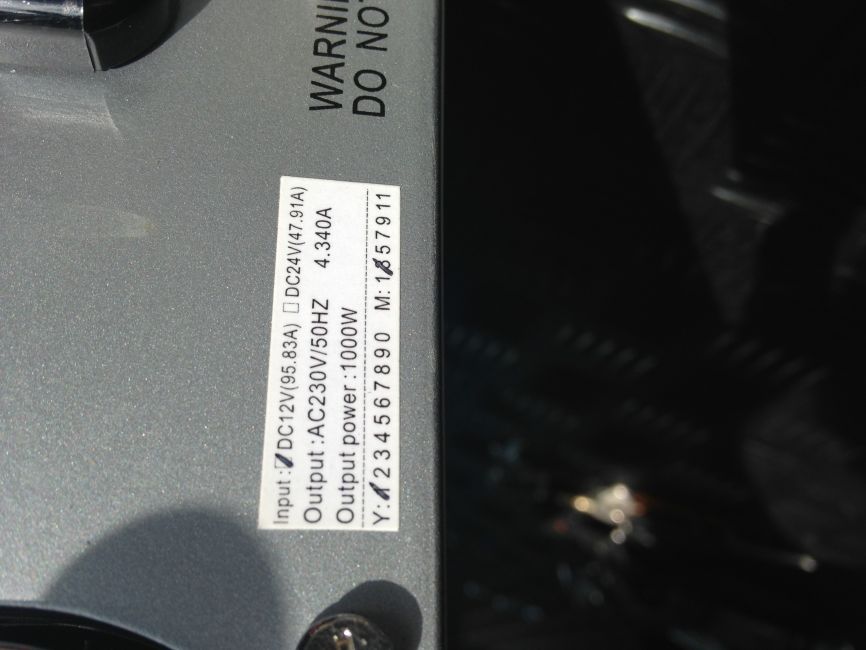 WARNI
DO NOT
Input : DC12V(95.83A) □ DC24V(47.91A)
Output :AC230V/50HZ 4.340A
Output power :1000W
Y: 1 2 3 4 5 6 7 8 9 0 M: 1 3 5 7 9 11